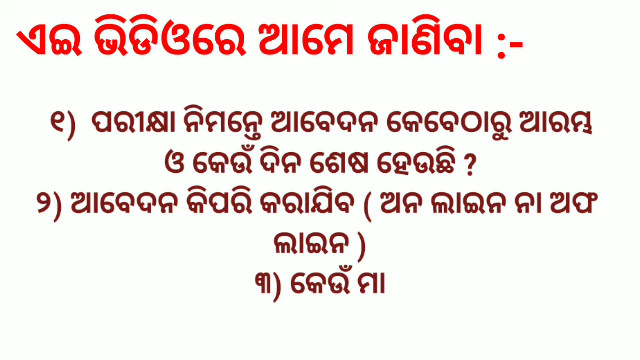 ଏଇ ଭିଡିଓରେ ଆମେ ଜାଣିବା :-
୧) ପରୀକ୍ଷା ନିମନ୍ତେ ଆବେଦନ କେବେଠାରୁ ଆରମ୍ଭ
ଓ କେଉଁ ଦିନ ଶେଷ ହେଉଛି ?
୨) ଆବେଦନ କିପରି କରାଯିବ ( ଅନ ଲାଇନ ନା ଅଫ
ଲାଇନ )
୩) କେଉଁ ମା